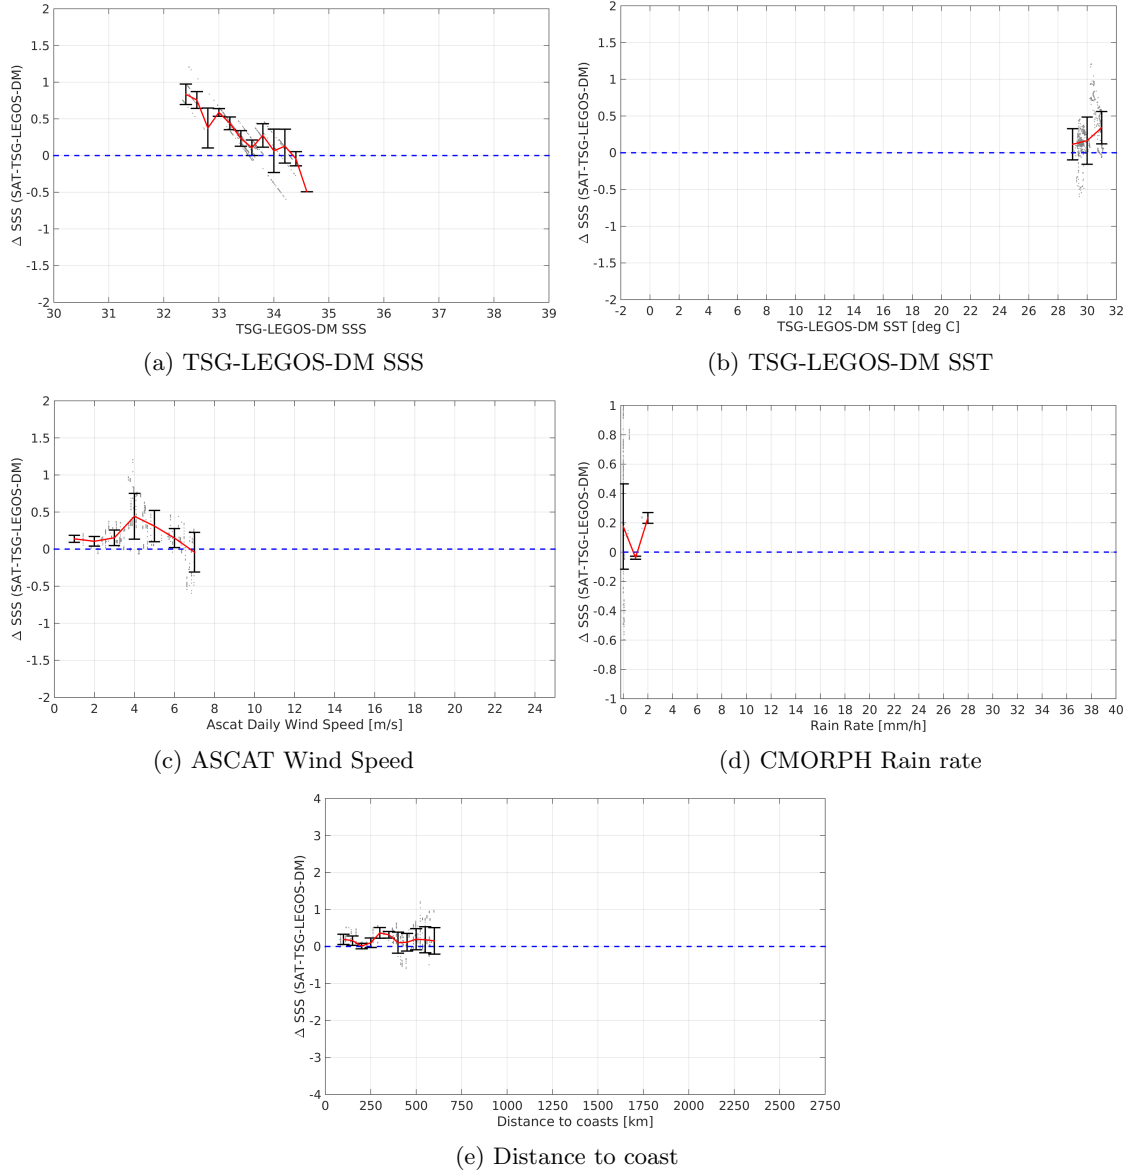 2
1.5
1
0.5
0
-0.5
-1
-1.5
-2
Δ SSS (SAT-TSG-LEGOS-DM)
30 31 32 33 34 35 36 37 38 39
TSG-LEGOS-DM SSS
(a) TSG-LEGOS-DM SSS
2
1.5
1
0.5
0
-0.5
-1
-1.5
-2
Δ SSS (SAT-TSG-LEGOS-DM)
-2 0 2 4 6 8 10 12 14 16 18 20 22 24 26 28 30 32
TSG-LEGOS-DM SST [deg C]
(b) TSG-LEGOS-DM SST
2
1.5
1
0.5
0
-0.5
-1
-1.5
-2
Δ SSS (SAT-TSG-LEGOS-DM)
0 2 4 6 8 10 12 14 16 18 20 22 24
Ascat Daily Wind Speed [m/s]
(c) ASCAT Wind Speed
1
0.8
0.6
0.4
0.2
0
-0.2
-0.4
-0.6
-0.8
-1
Δ SSS (SAT-TSG-LEGOS-DM)
0 2 4 6 8 10 12 14 16 18 20 22 24 26 28 30 32 34 36 38 40
Rain Rate [mm/h]
(d) CMORPH Rain rate
4
3
2
1
0
-1
-2
-3
-4
Δ SSS (SAT-TSG-LEGOS-DM)
0 250 500 750 1000 1250 1500 1750 2000 2250 2500 2750
Distance to coasts [km]
(e) Distance to coast